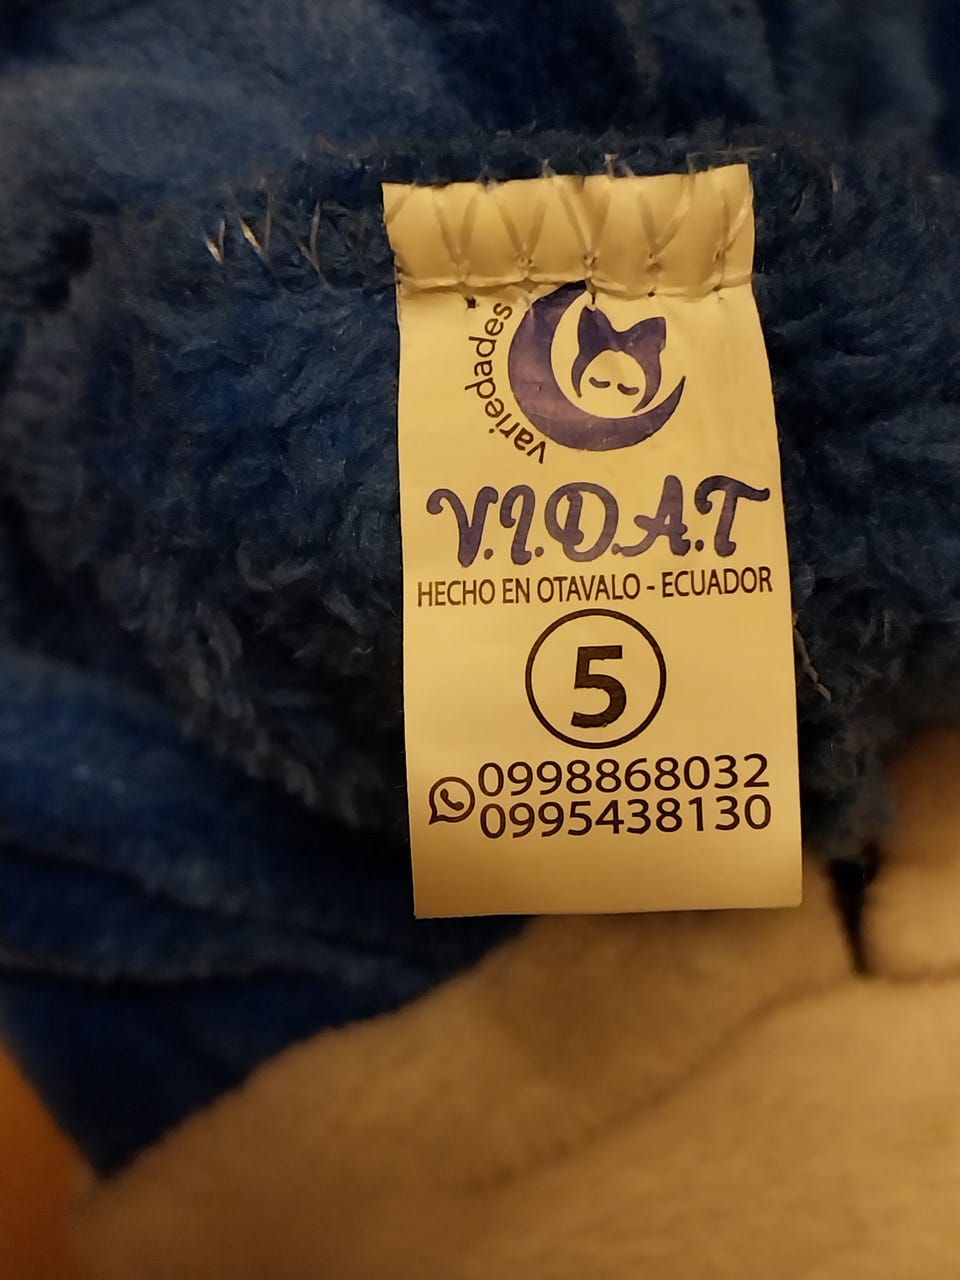 variedades
V.I.D.A.T
HECHO EN OTAVALO - ECUADOR
5
0998868032
0995438130